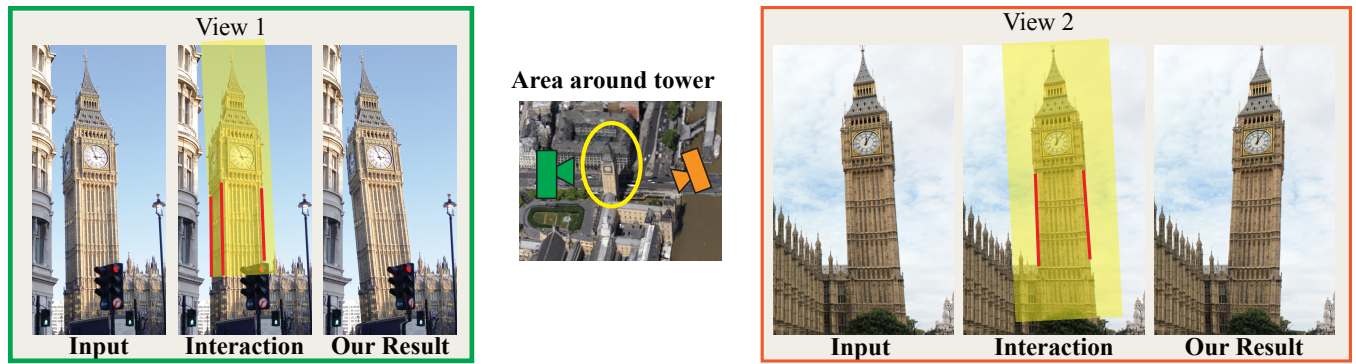 View 1
Input
Interaction
Our Result
Area around tower
View 2
Input
Interaction
Our Result